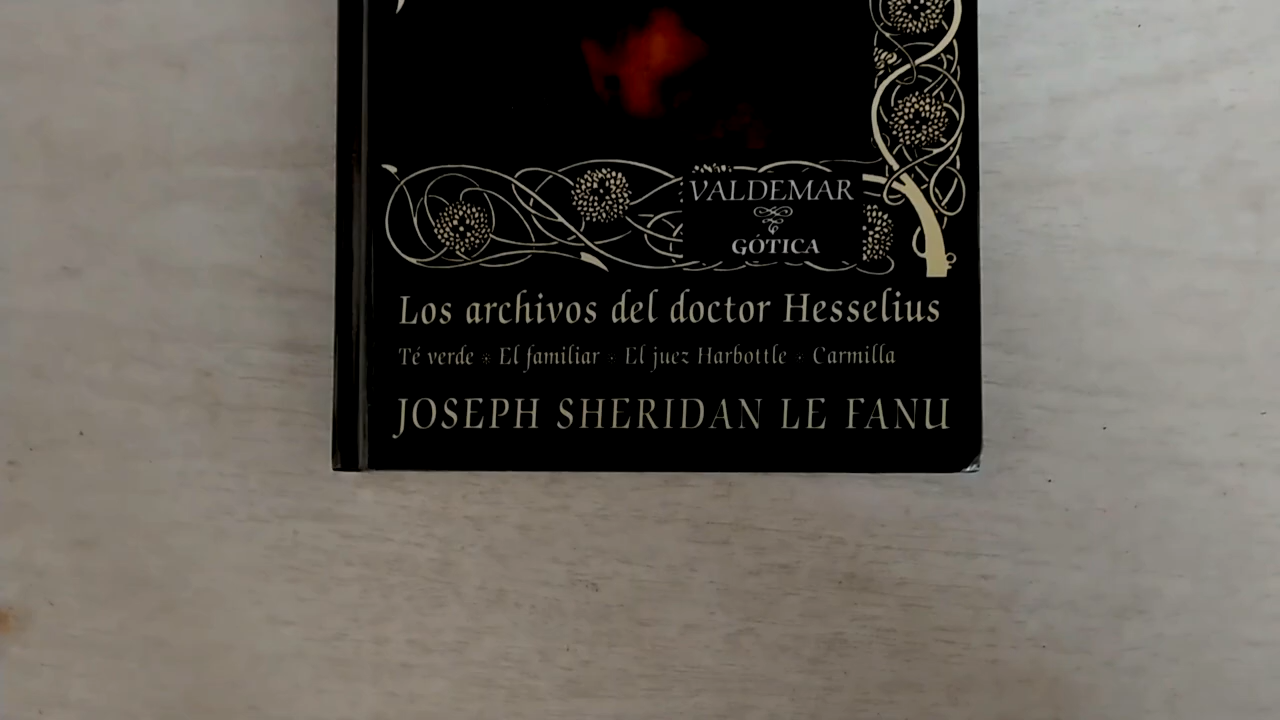 VALDEMAR
GÓTICA
Los archivos del doctor Hesselius
Té verde · El familiar · El juez Harbottle · Carmilla
JOSEPH SHERIDAN LE FANU